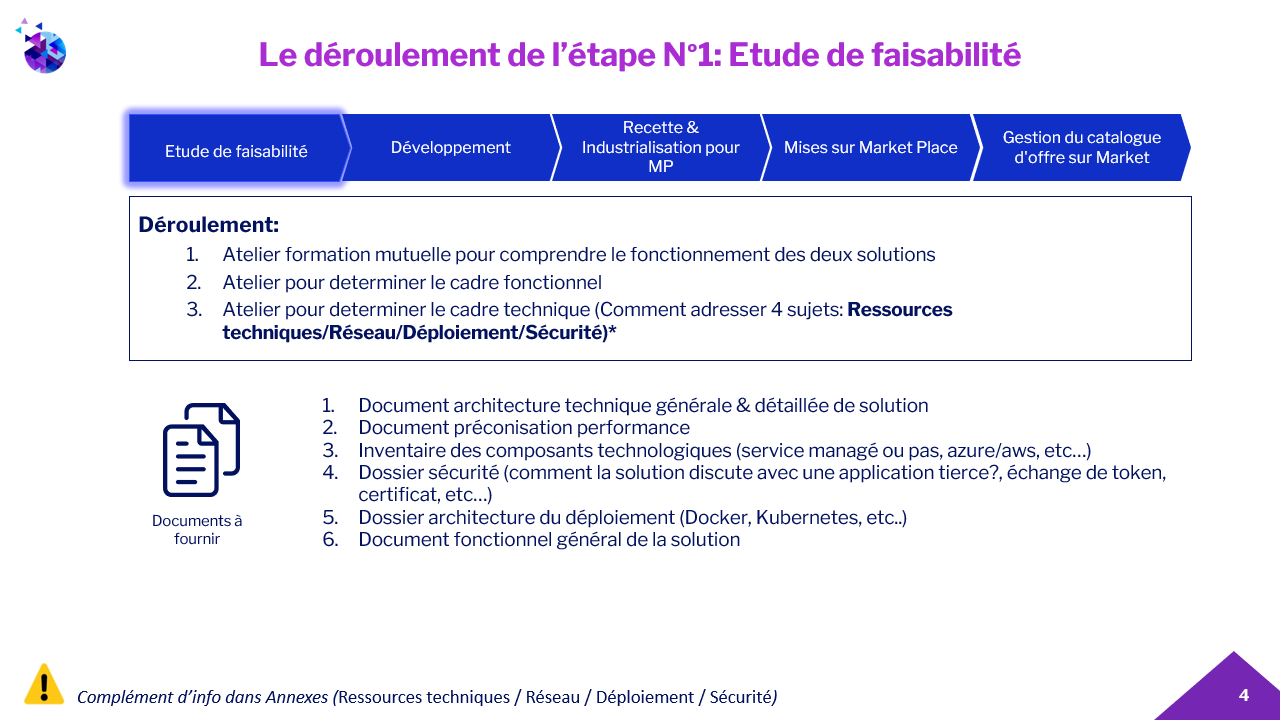 Le déroulement de l’étape N°1: Etude de faisabilité
Etude de faisabilité
Développement
Recette &
Industrialisation pour
MP
Mises sur Market Place
Gestion du catalogue
d'offre sur Market
Déroulement:
1. Atelier formation mutuelle pour comprendre le fonctionnement des deux solutions
2. Atelier pour determiner le cadre fonctionnel
3. Atelier pour determiner le cadre technique (Comment adresser 4 sujets: Ressources
techniques/Réseau/Déploiement/Sécurité)*
Documents à
fournir
1. Document architecture technique générale & détaillée de solution
2. Document préconisation performance
3. Inventaire des composants technologiques (service managé ou pas, azure/aws, etc…)
4. Dossier sécurité (comment la solution discute avec une application tierce?, échange de token,
certificat, etc…)
5. Dossier architecture du déploiement (Docker, Kubernetes, etc..)
6. Document fonctionnel général de la solution
Complément d’info dans Annexes (Ressources techniques / Réseau / Déploiement / Sécurité)
4